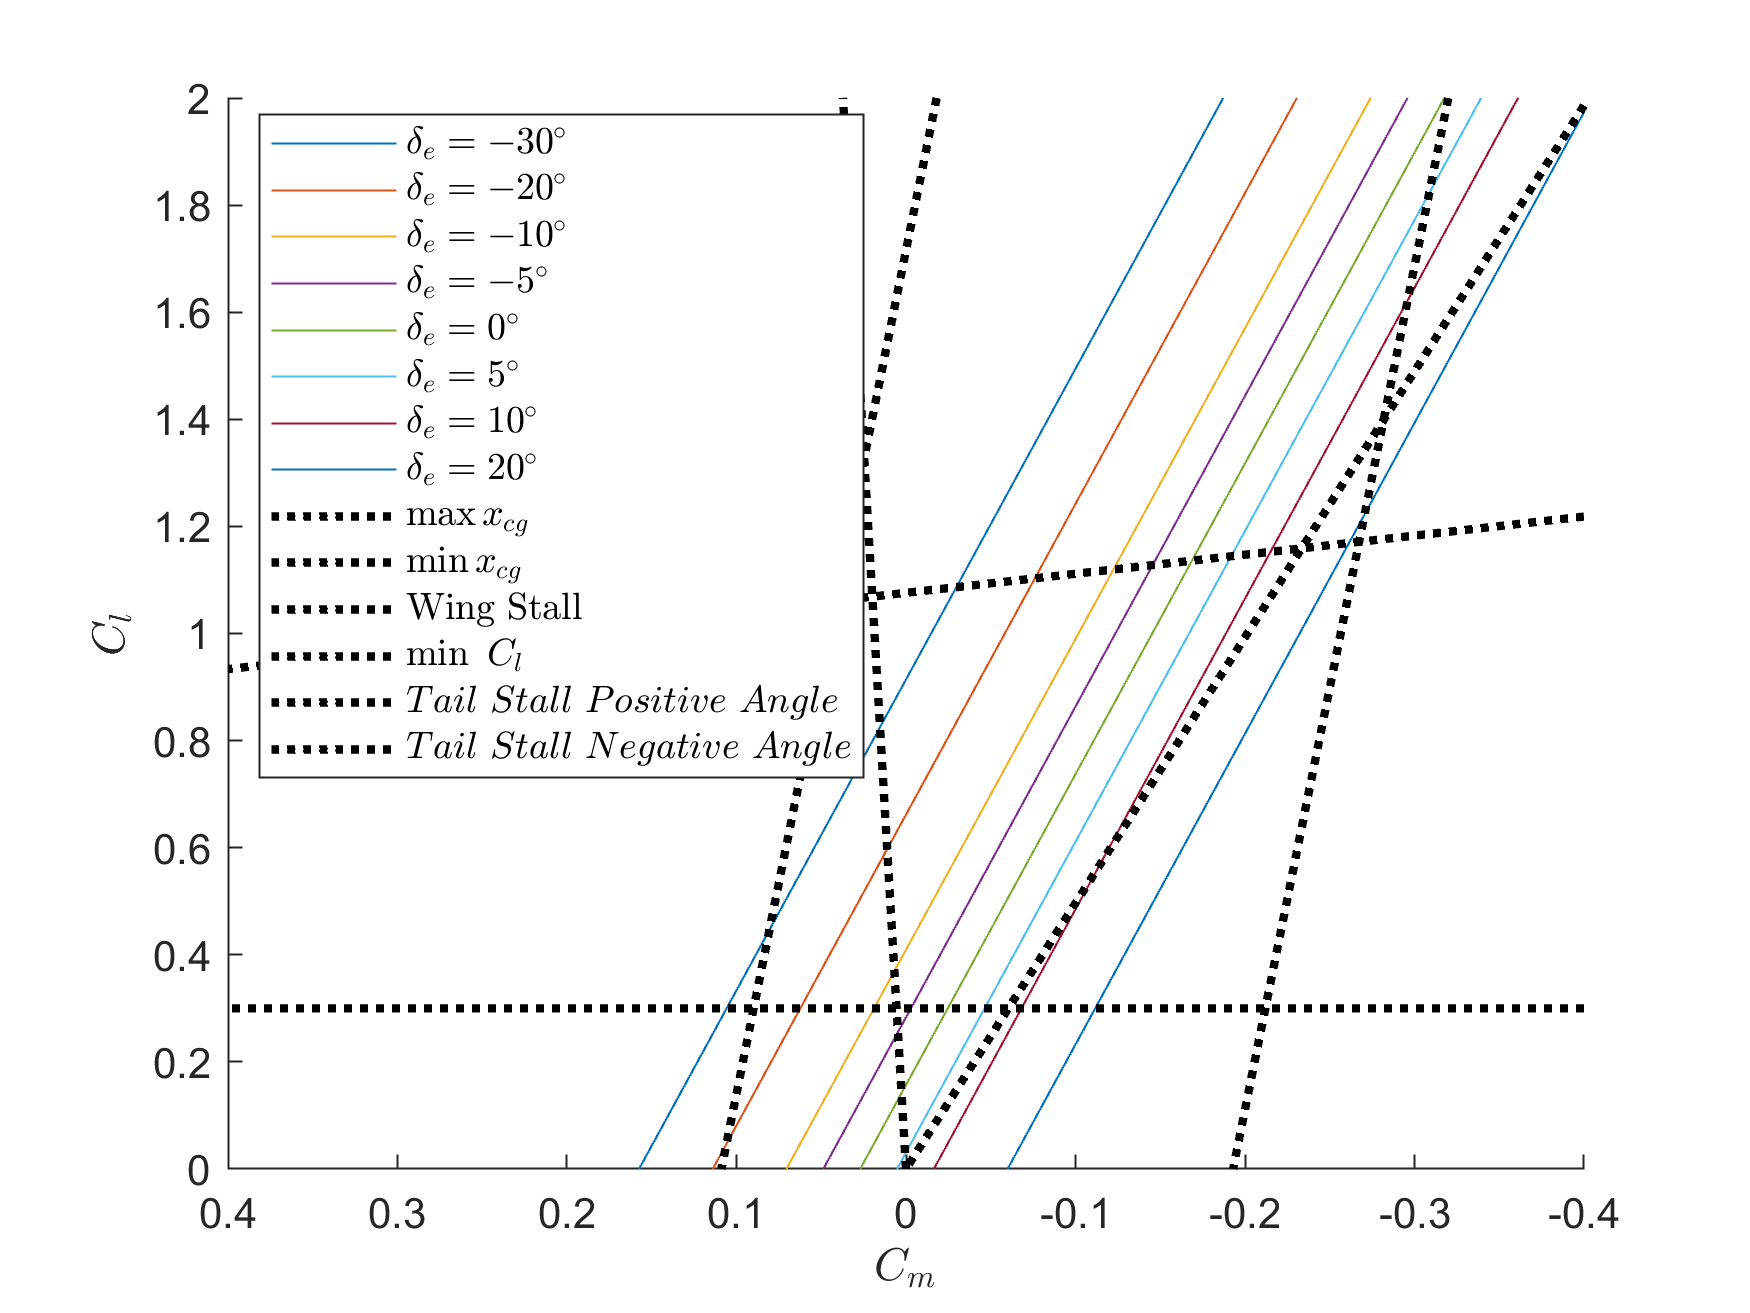 2
1.8
1.6
1.4
1.2
1
0.8
0.6
0.4
0.2
0
C_l
δ_e = −30°
δ_e = −20°
δ_e = −10°
δ_e = −5°
δ_e = 0°
δ_e = 5°
δ_e = 10°
δ_e = 20°
max x_cg
min x_cg
Wing Stall
min C_l
Tail Stall Positive Angle
Tail Stall Negative Angle
0.4 0.3 0.2 0.1 0 -0.1 -0.2 -0.3 -0.4
C_m